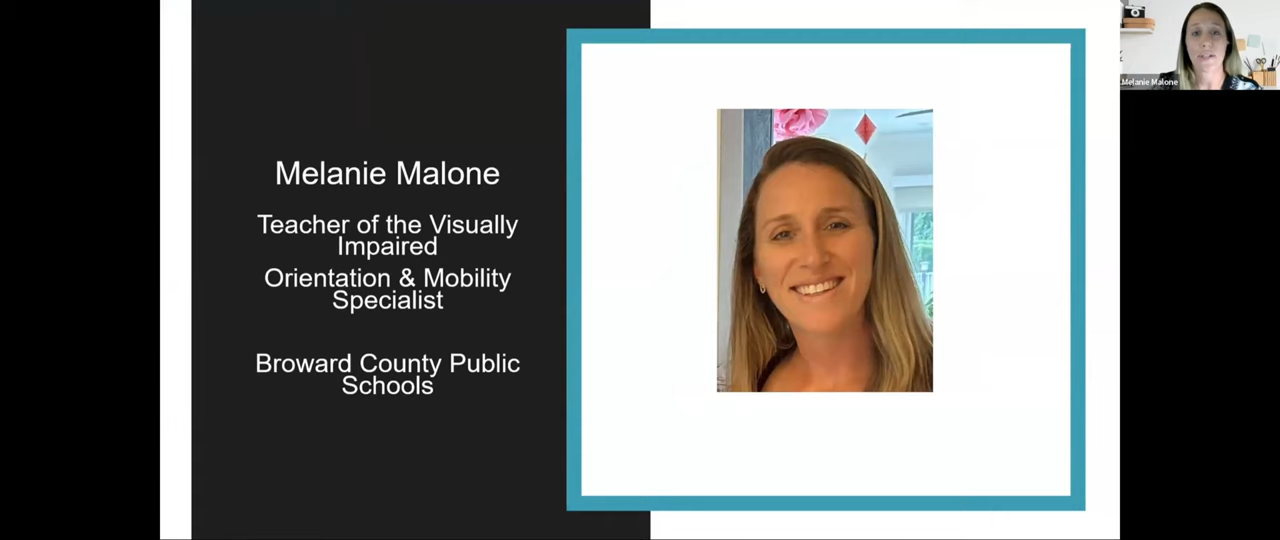 Melanie Malone
Teacher of the Visually
Impaired
Orientation & Mobility
Specialist
Broward County Public
Schools
Melanie Malone